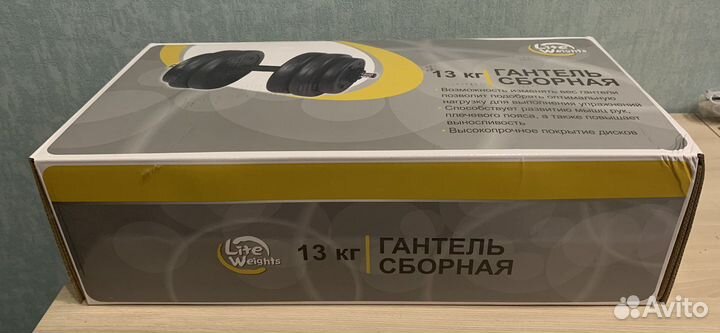 Lite
Weights
13 кг
ГАНТЕЛЬ
СБОРНАЯ
· Возможность изменять вес гантели
позволит подобрать оптимальную
нагрузку для выполнения упражнений
· Способствует развитию мышц рук,
плечевого пояса, а также повышает
выносливость
· Высокопрочное покрытие дисков
Lite
Weights
13 кг
ГАНТЕЛЬ
СБОРНАЯ
Avito